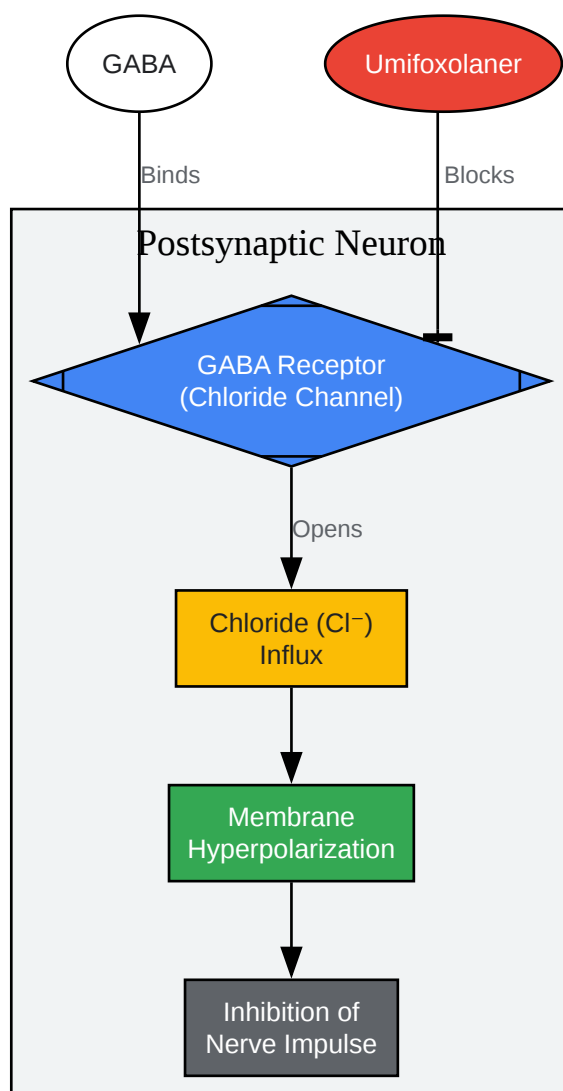 GABA
Umifoxolaner
Binds
Blocks
Postsynaptic Neuron
GABA Receptor
(Chloride Channel)
Opens
Chloride (Cl⁻)
Influx
Membrane
Hyperpolarization
Inhibition of
Nerve Impulse